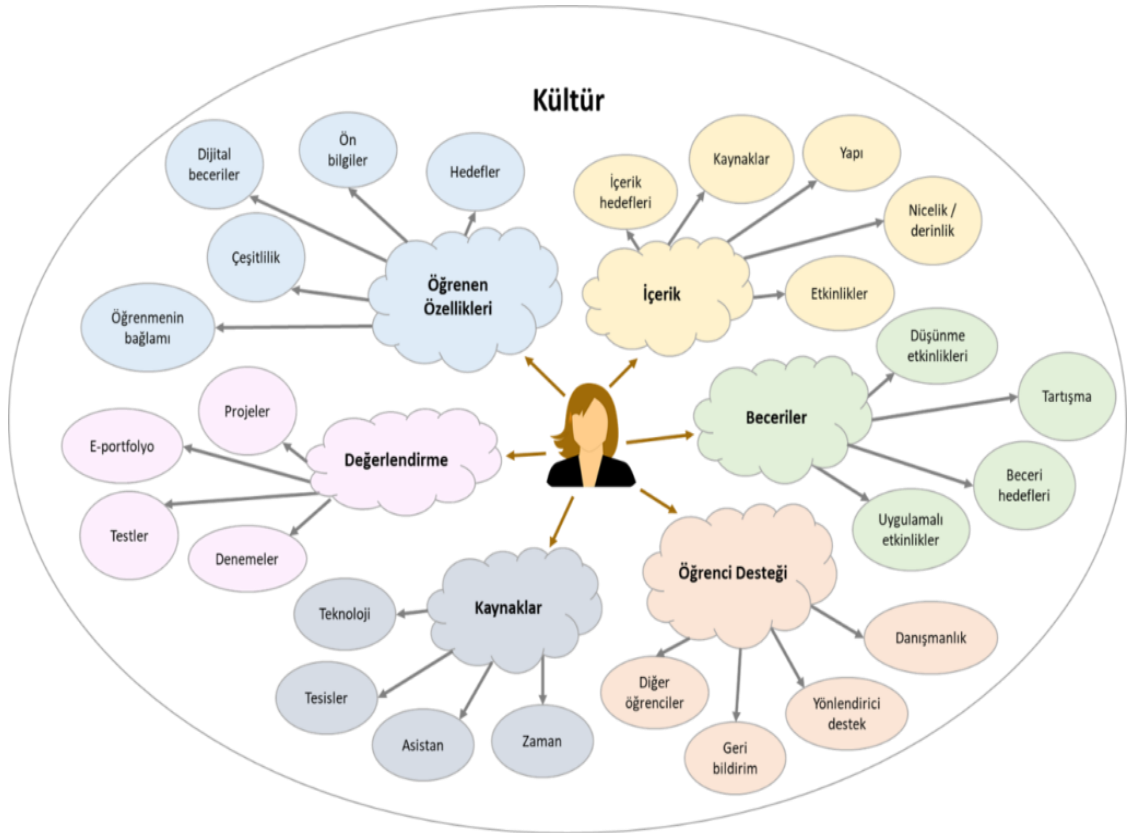 Kültür
Dijital
beceriler
Ön
bilgiler
Hedefler
Çeşitlilik
Öğrenmenin
bağlamı
Öğrenen
Özellikleri
İçerik
hedefleri
Kaynaklar
Yapı
Nicelik /
derinlik
Etkinlikler
İçerik
Düşünme
etkinlikleri
Tartışma
Beceri
hedefleri
Uygulamalı
etkinlikler
Beceriler
Projeler
E-portfolyo
Testler
Denemeler
Değerlendirme
Kaynaklar
Teknoloji
Tesisler
Asistan
Zaman
Öğrenci Desteği
Danışmanlık
Yönlendirici
destek
Geri
bildirim
Diğer
öğrenciler